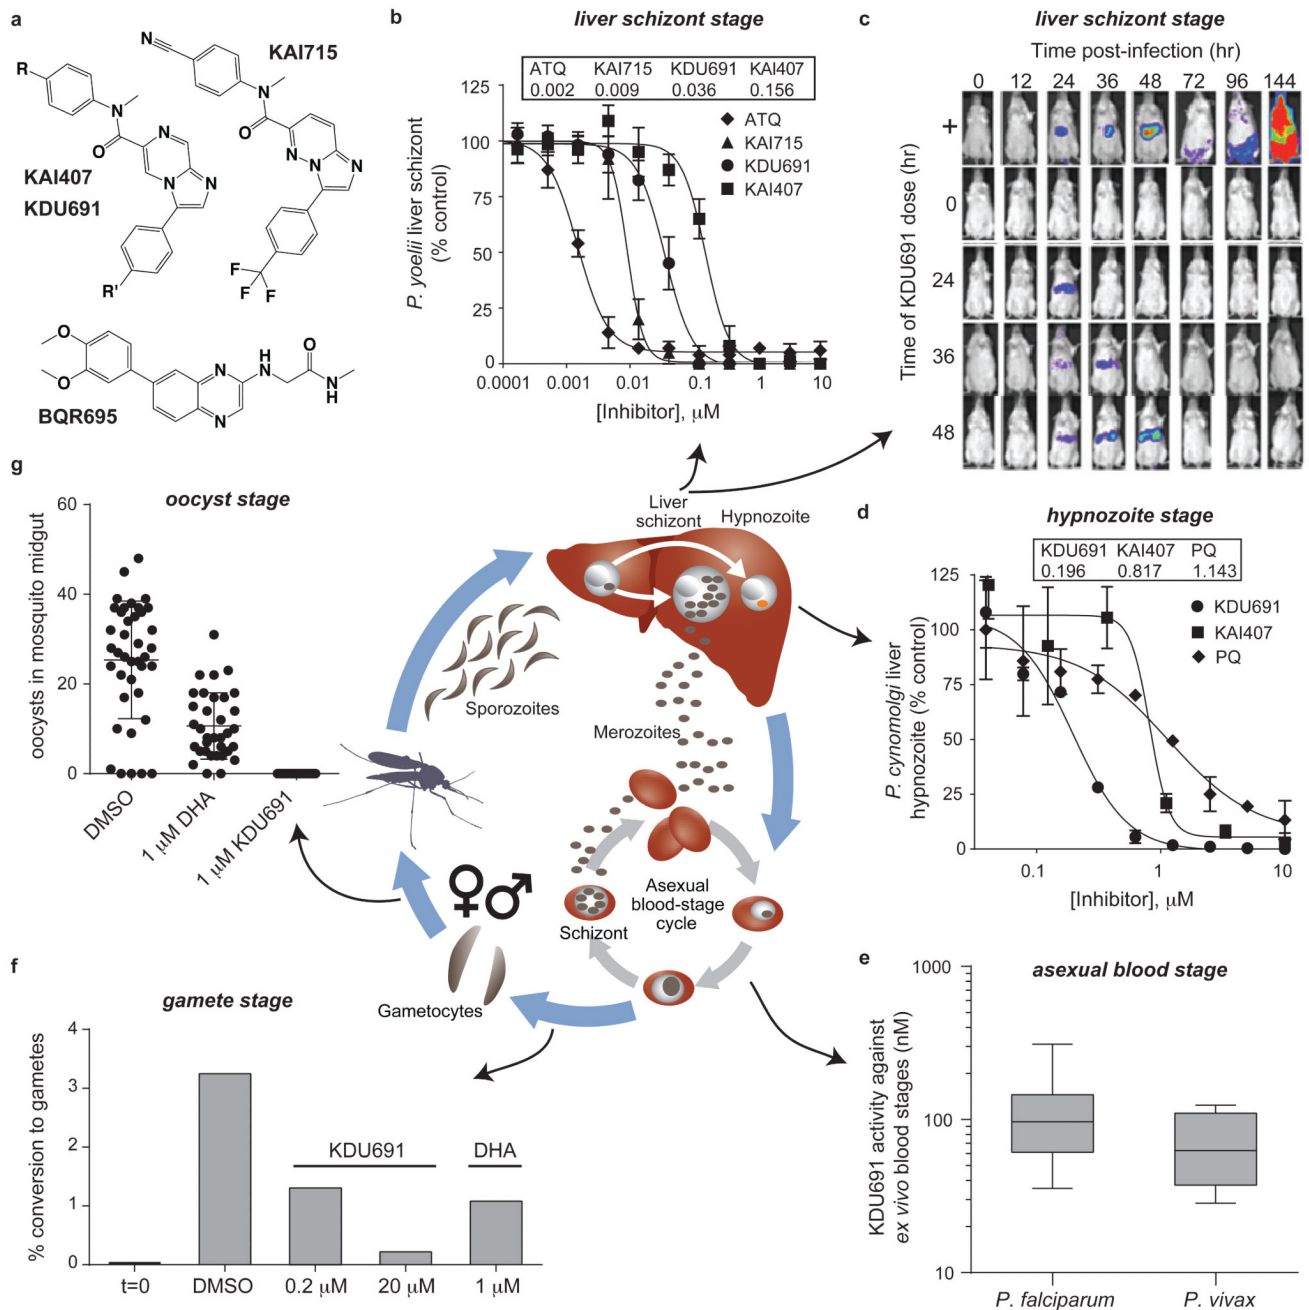 a
KAI715
KAI407
KDU691
BQR695
N
N
O
N
N
N
F
F
F
R
N
O
N
N
N
R'
O
O
N
N
H
N
O
N
H
b
liver schizont stage
ATQ KAI715 KDU691 KAI407
0.002 0.009 0.036 0.156
ATQ
KAI715
KDU691
KAI407
P. yoelii liver schizont
(% control)
125
100
75
50
25
0
0.0001 0.001 0.01 0.1 1 10
[Inhibitor], μM
c
liver schizont stage
Time post-infection (hr)
0 12 24 36 48 72 96 144
Time of KDU691 dose (hr)
+
0
24
36
48
d
hypnozoite stage
KDU691 KAI407 PQ
0.196 0.817 1.143
KDU691
KAI407
PQ
P. cynomolgi liver
hypnozoite (% control)
125
100
75
50
25
0
0.1 1 10
[Inhibitor], μM
e
asexual blood stage
KDU691 activity against
ex vivo blood stages (nM)
1000
100
10
P. falciparum P. vivax
f
gamete stage
% conversion to gametes
4
3
2
1
0
KDU691 DHA
t=0 DMSO 0.2 μM 20 μM 1 μM
g
oocyst stage
oocysts in mosquito midgut
60
40
20
0
DMSO
1 μM DHA
1 μM KDU691
Liver
schizont
Hypnozoite
Sporozoites
Merozoites
Asexual
blood-stage
cycle
Schizont
Gametocytes
♀♂